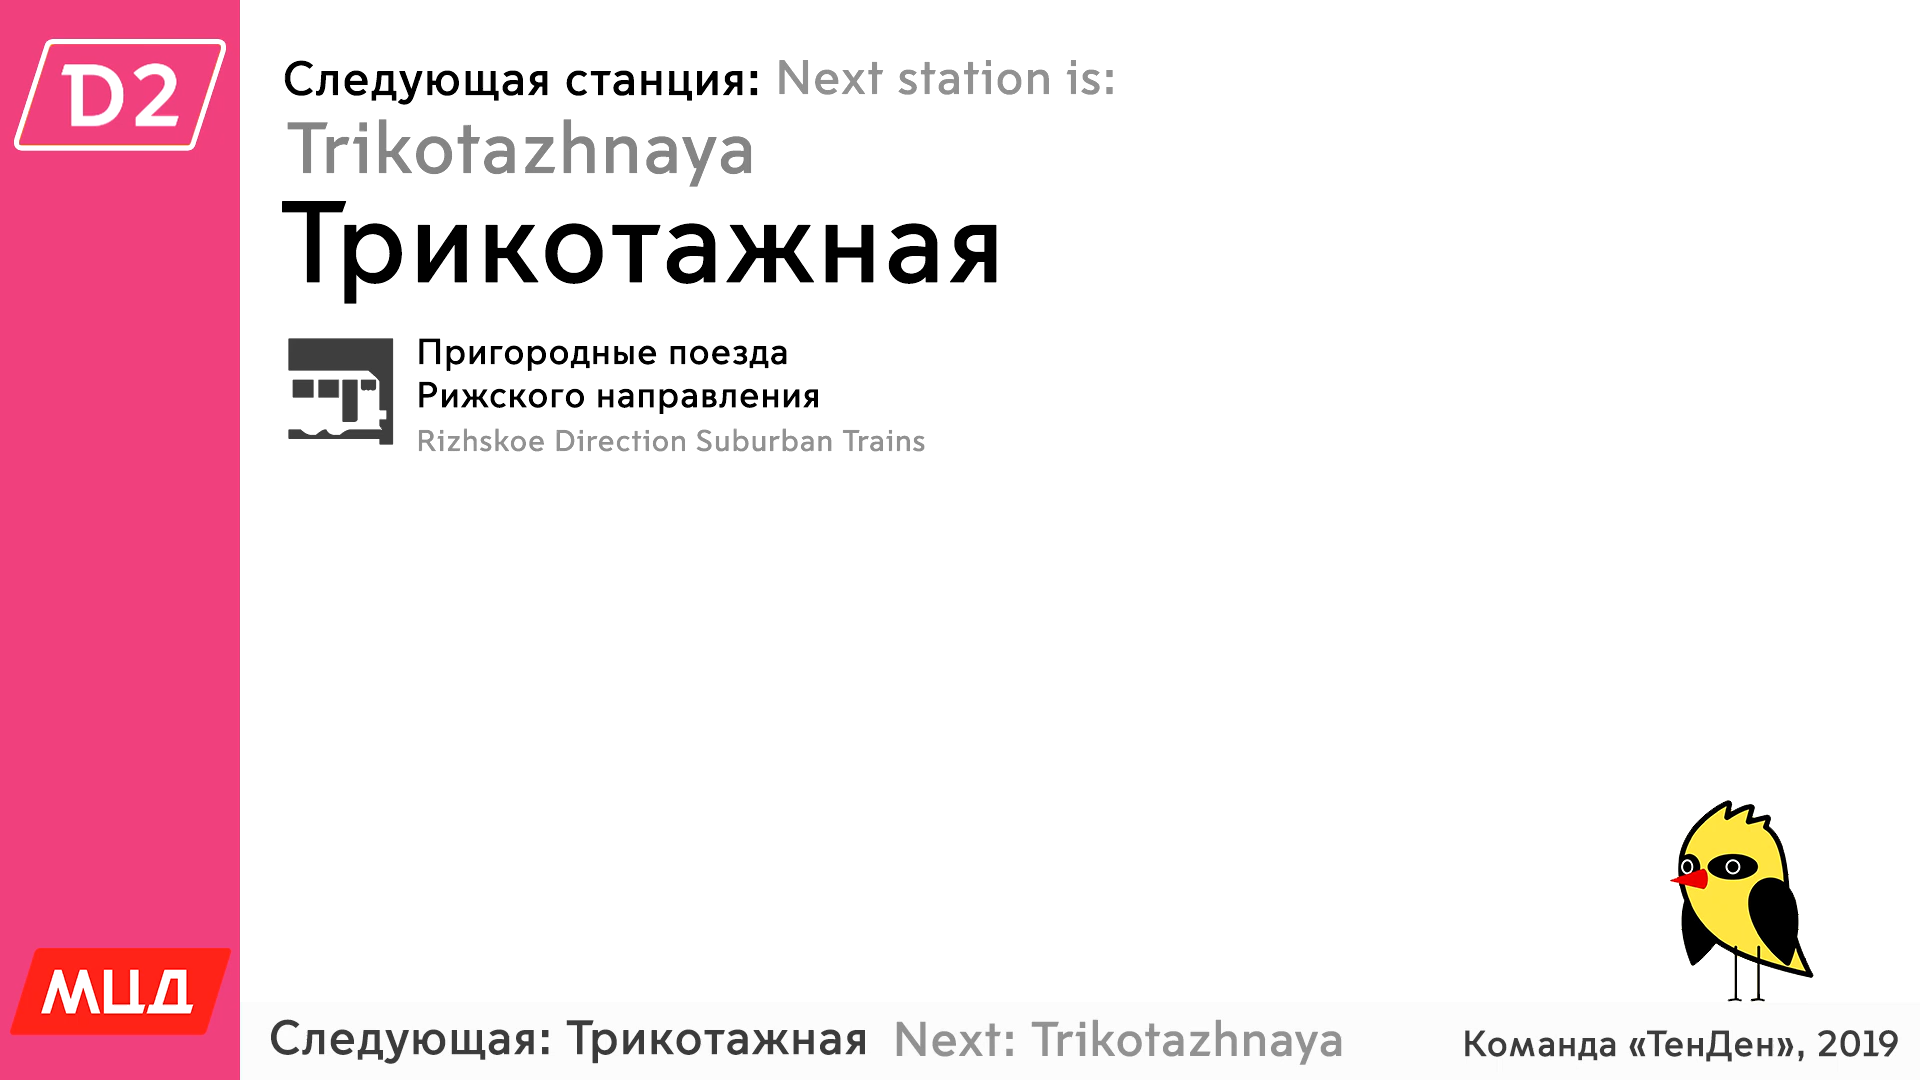 D2
Следующая станция: Next station is:
Trikotazhnaya
Трикотажная
Пригородные поезда
Рижского направления
Rizhskoe Direction Suburban Trains
МЦД
Следующая: Трикотажная Next: Trikotazhnaya
Команда «ТенДен», 2019